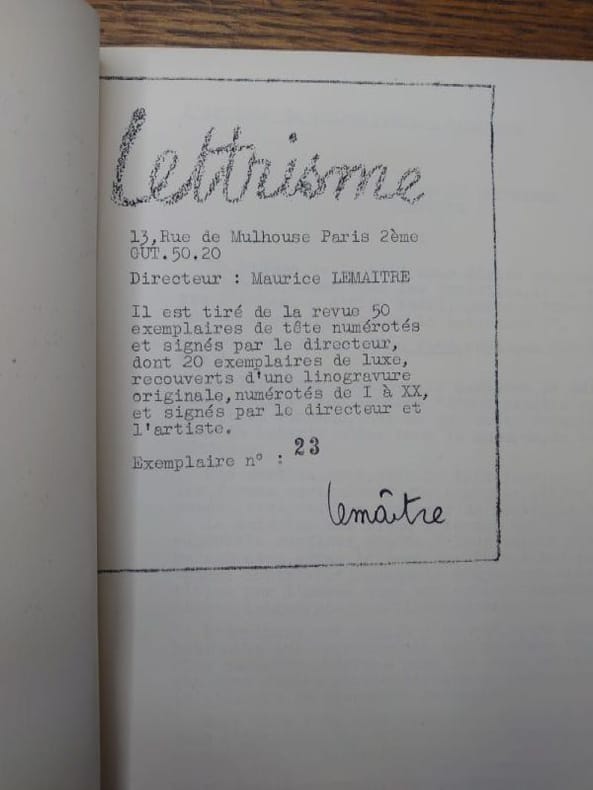 lettrisme
13,Rue de Mulhouse Paris 2ème
GUT.50.20
Directeur : Maurice LEMAITRE
Il est tiré de la revue 50
exemplaires de tête numérotés
et signés par le directeur,
dont 20 exemplaires de luxe,
recouverts d'une linogravure
originale,numérotés de I à XX,
et signés par le directeur et
l'artiste.
Exemplaire n° : 23
lemaître